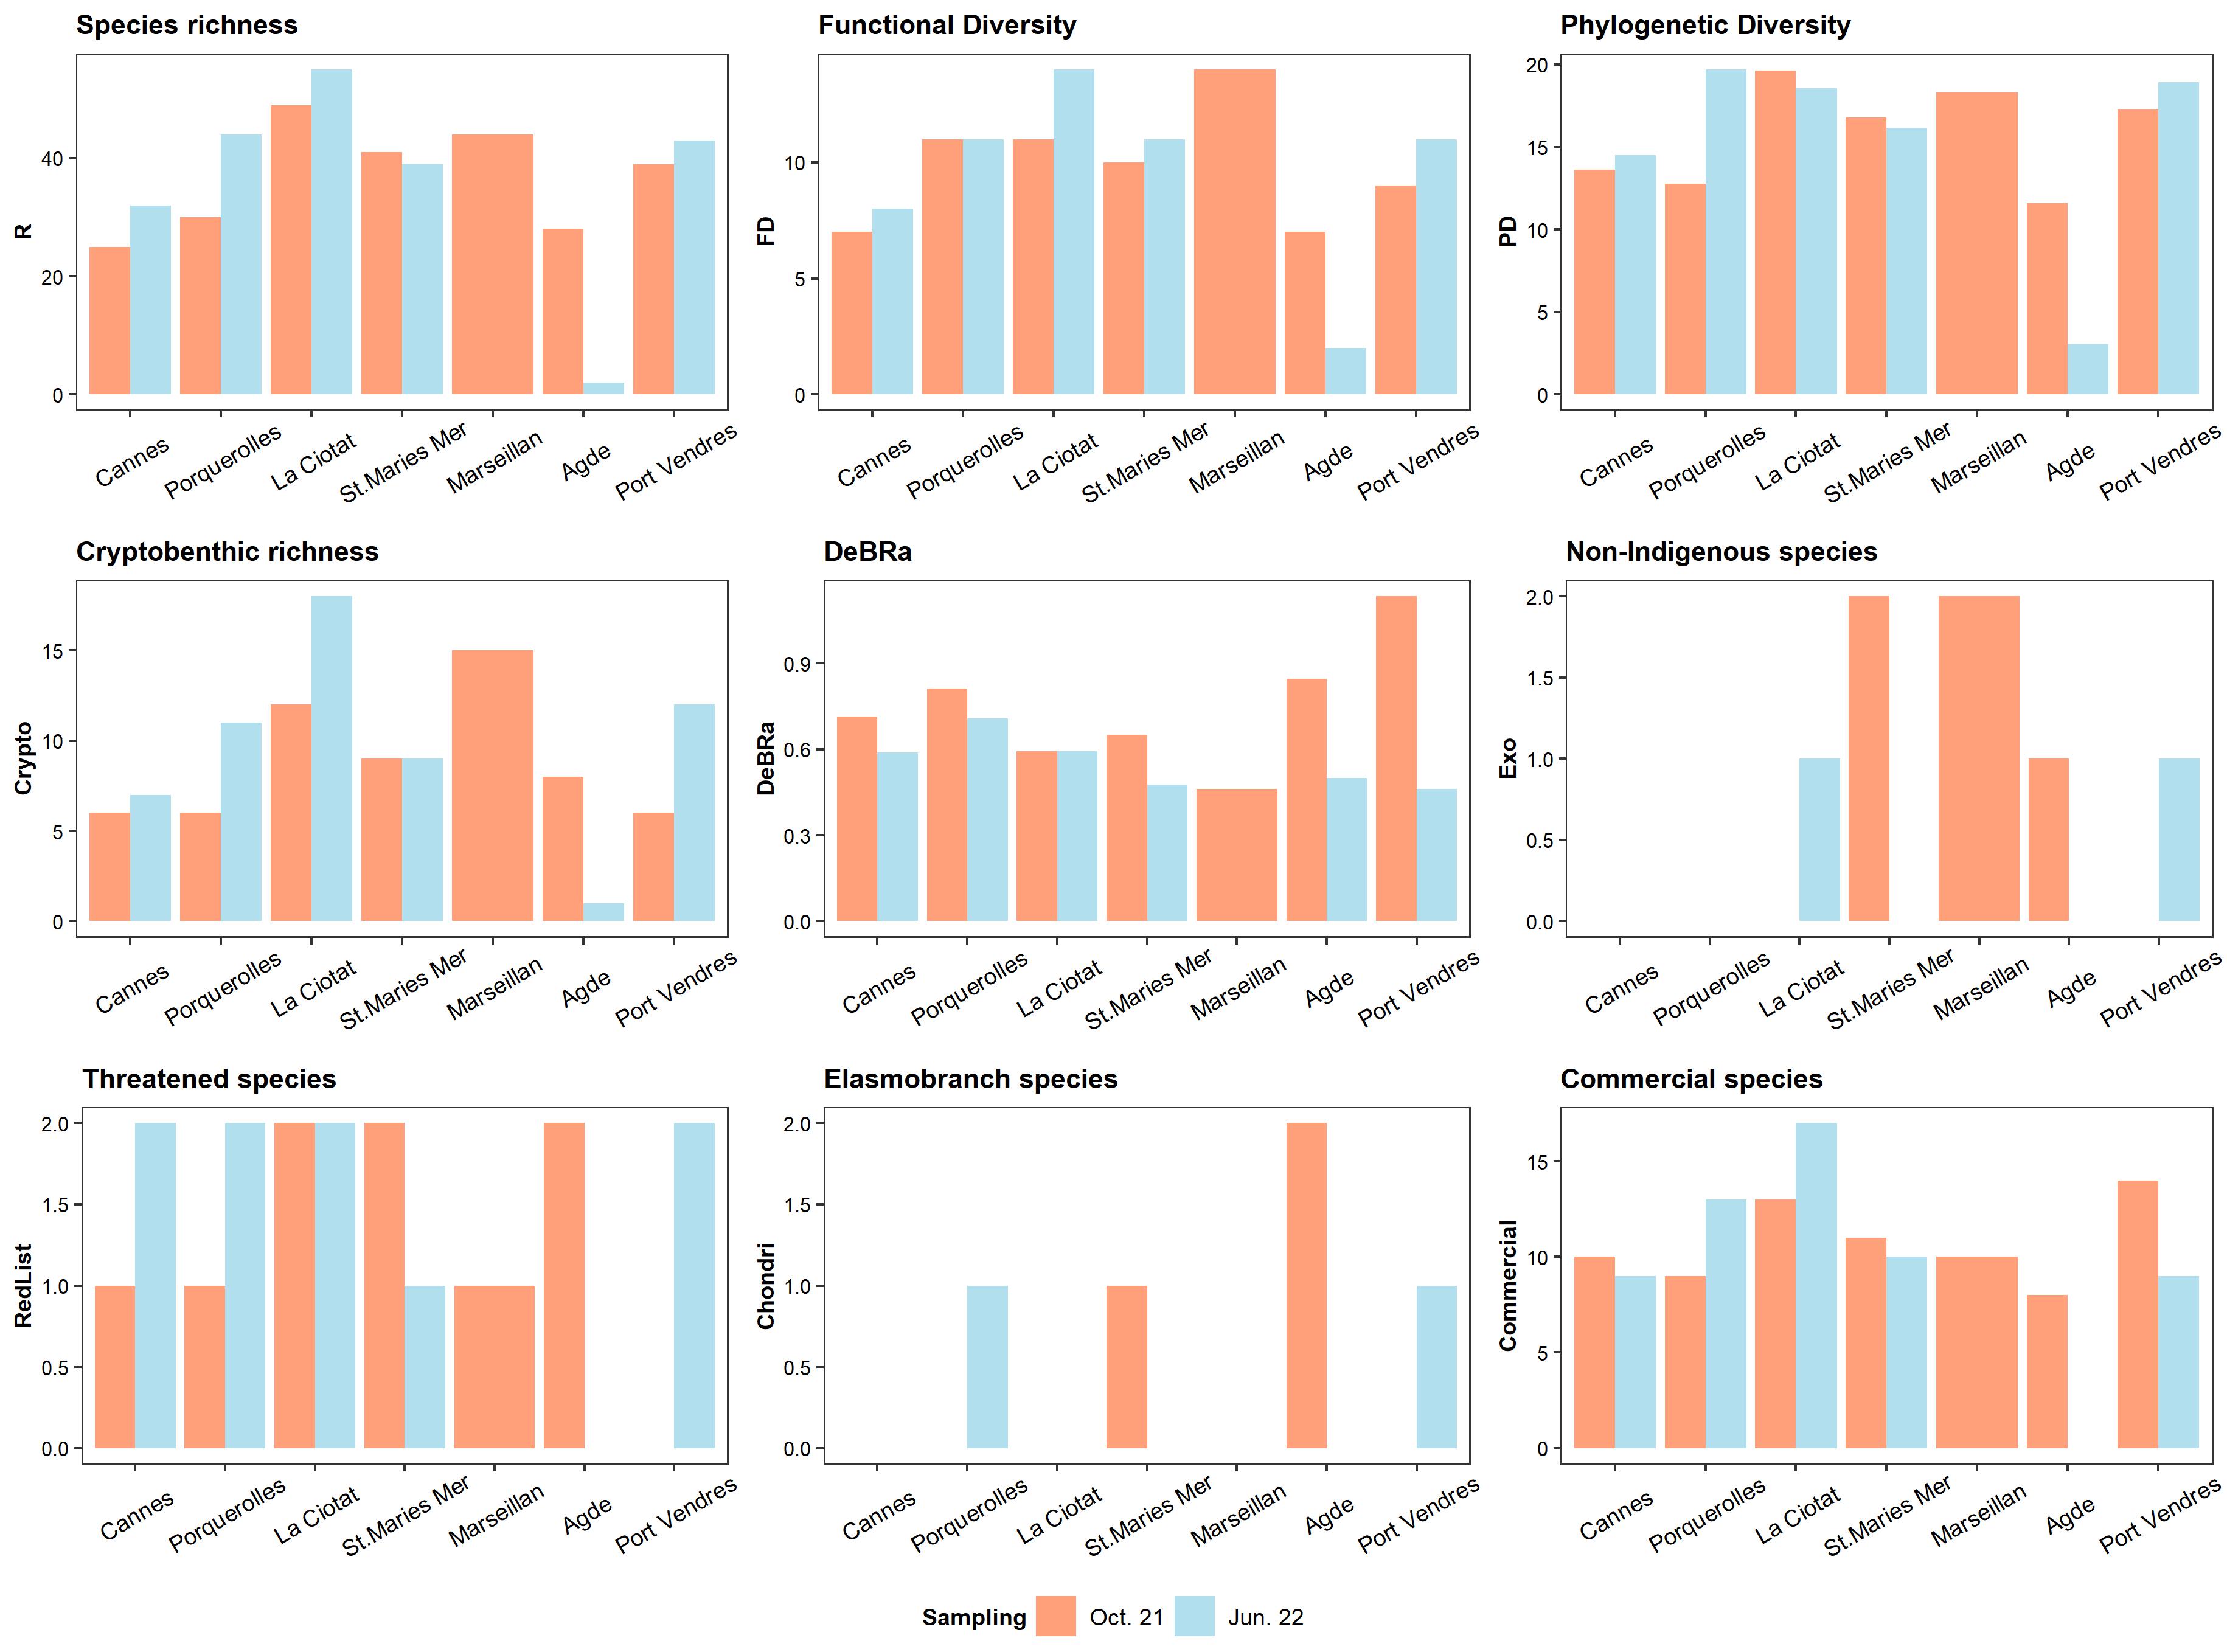 Species richness
R
40
20
0
Cannes
Porquerolles
La Ciotat
St.Maries Mer
Marseillan
Agde
Port Vendres
Functional Diversity
FD
10
5
0
Cannes
Porquerolles
La Ciotat
St.Maries Mer
Marseillan
Agde
Port Vendres
Phylogenetic Diversity
PD
20
15
10
5
0
Cannes
Porquerolles
La Ciotat
St.Maries Mer
Marseillan
Agde
Port Vendres
Cryptobenthic richness
Crypto
15
10
5
0
Cannes
Porquerolles
La Ciotat
St.Maries Mer
Marseillan
Agde
Port Vendres
DeBRa
DeBRa
0.9
0.6
0.3
0.0
Cannes
Porquerolles
La Ciotat
St.Maries Mer
Marseillan
Agde
Port Vendres
Non-Indigenous species
Exo
2.0
1.5
1.0
0.5
0.0
Cannes
Porquerolles
La Ciotat
St.Maries Mer
Marseillan
Agde
Port Vendres
Threatened species
RedList
2.0
1.5
1.0
0.5
0.0
Cannes
Porquerolles
La Ciotat
St.Maries Mer
Marseillan
Agde
Port Vendres
Elasmobranch species
Chondri
2.0
1.5
1.0
0.5
0.0
Cannes
Porquerolles
La Ciotat
St.Maries Mer
Marseillan
Agde
Port Vendres
Commercial species
Commercial
15
10
5
0
Cannes
Porquerolles
La Ciotat
St.Maries Mer
Marseillan
Agde
Port Vendres
Sampling Oct. 21 Jun. 22